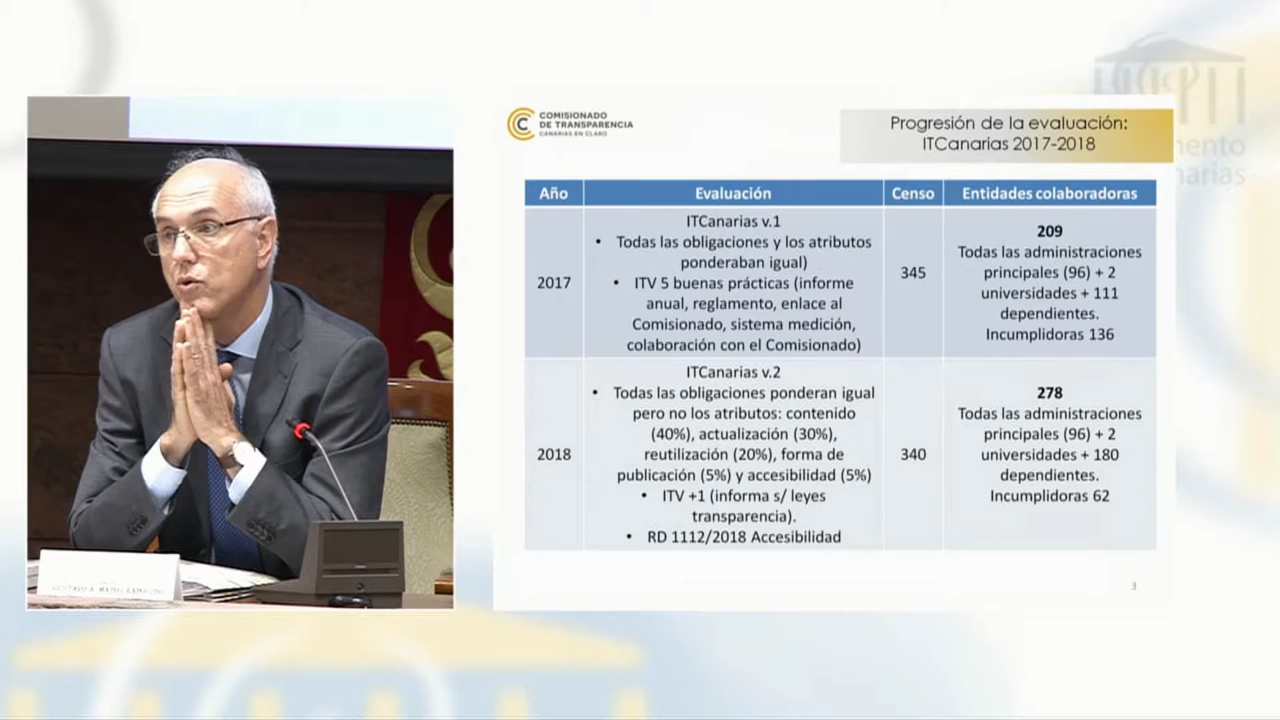 COMISIONADO
DE TRANSPARENCIA
CANARIAS EN CLARO
Progresión de la evaluación:
ITCanarias 2017-2018
Año
Evaluación
Censo
Entidades colaboradoras
2017
ITCanarias v.1
• Todas las obligaciones y los atributos
ponderaban igual)
• ITV 5 buenas prácticas (informe
anual, reglamento, enlace al
Comisionado, sistema medición,
colaboración con el Comisionado)
345
209
Todas las administraciones
principales (96) + 2
universidades + 111
dependientes.
Incumplidoras 136
2018
ITCanarias v.2
• Todas las obligaciones ponderan igual
pero no los atributos: contenido
(40%), actualización (30%),
reutilización (20%), forma de
publicación (5%) y accesibilidad (5%)
• ITV +1 (informa s/ leyes
transparencia).
• RD 1112/2018 Accesibilidad
340
278
Todas las administraciones
principales (96) + 2
universidades + 180
dependientes.
Incumplidoras 62
3